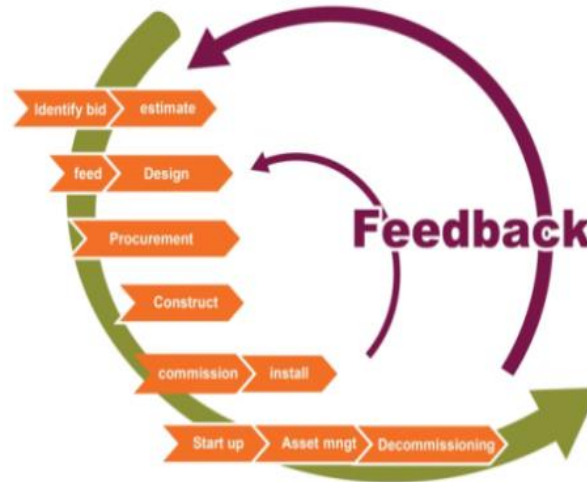 Identify bid estimate
feed Design
Procurement
Feedback
Construct
commission install
Start up Asset mngt Decommissioning